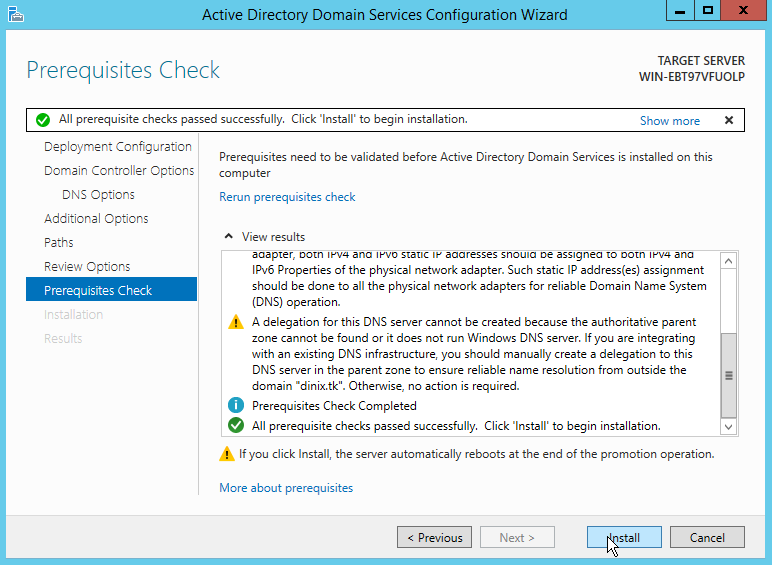 Active Directory Domain Services Configuration Wizard
Prerequisites Check
TARGET SERVER
WIN-EBT97VFUOLP
All prerequisite checks passed successfully.  Click 'Install' to begin installation.
Show more
Deployment Configuration
Domain Controller Options
DNS Options
Additional Options
Paths
Review Options
Prerequisites Check
Installation
Results
Prerequisites need to be validated before Active Directory Domain Services is installed on this
computer
Rerun prerequisites check
View results
adapter, both IPv4 and IPv6 static IP addresses should be assigned to both IPv4 and
IPv6 Properties of the physical network adapter. Such static IP address(es) assignment
should be done to all the physical network adapters for reliable Domain Name System
(DNS) operation.
A delegation for this DNS server cannot be created because the authoritative parent
zone cannot be found or it does not run Windows DNS server. If you are integrating
with an existing DNS infrastructure, you should manually create a delegation to this
DNS server in the parent zone to ensure reliable name resolution from outside the
domain "dinix.tk". Otherwise, no action is required.
Prerequisites Check Completed
All prerequisite checks passed successfully.  Click 'Install' to begin installation.
If you click Install, the server automatically reboots at the end of the promotion operation.
More about prerequisites
< Previous
Next >
Install
Cancel